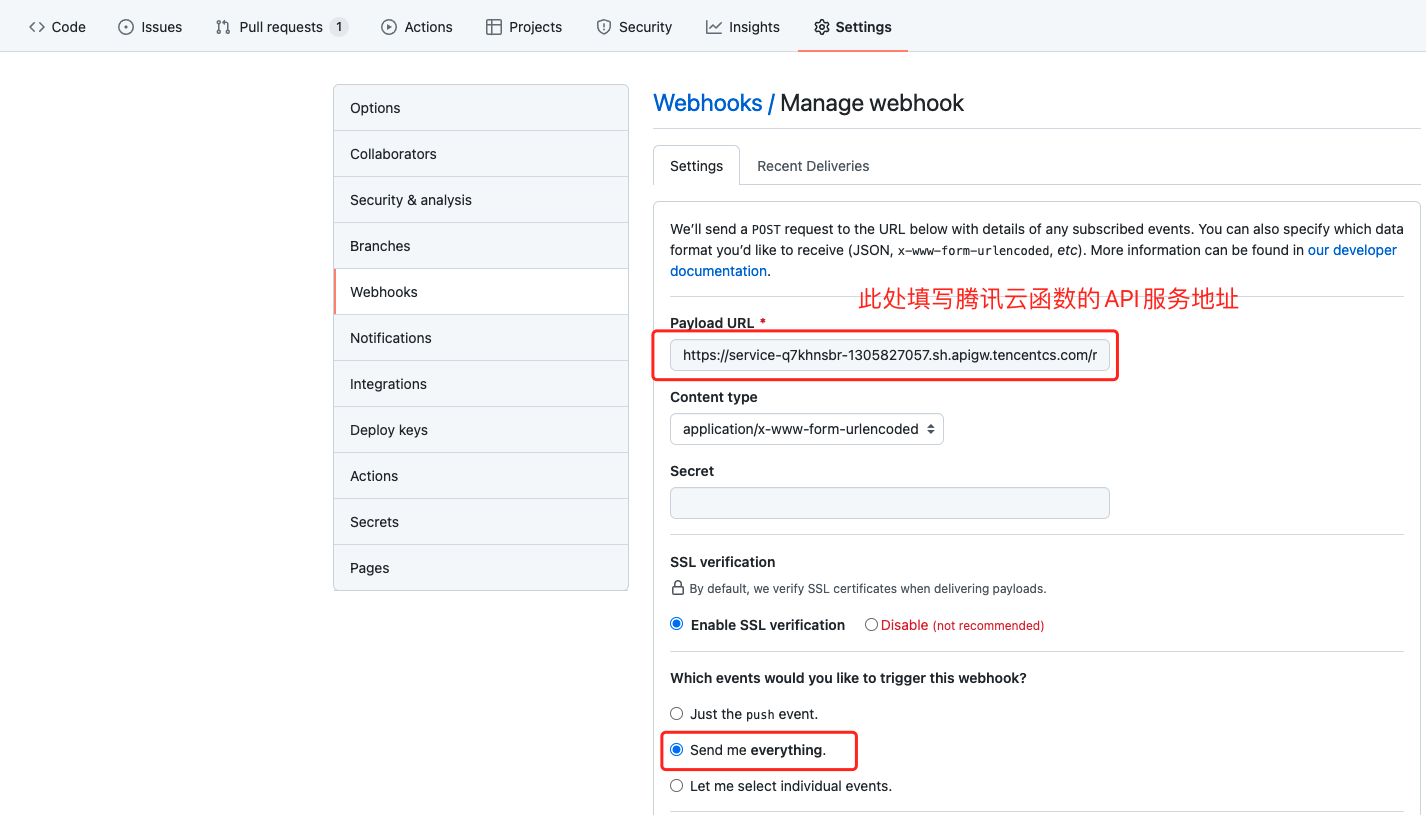 Code Issues Pull requests 1 Actions Projects Security Insights Settings
Options
Collaborators
Security & analysis
Branches
Webhooks
Notifications
Integrations
Deploy keys
Actions
Secrets
Pages
Webhooks / Manage webhook
Settings Recent Deliveries
We’ll send a POST request to the URL below with details of any subscribed events. You can also specify which data
format you’d like to receive (JSON, x-www-form-urlencoded, etc). More information can be found in our developer
documentation.
此处填写腾讯云函数的API服务地址
Payload URL *
https://service-q7khnsbr-1305827057.sh.apigw.tencentcs.com/r
Content type
application/x-www-form-urlencoded
Secret
SSL verification
By default, we verify SSL certificates when delivering payloads.
Enable SSL verification Disable (not recommended)
Which events would you like to trigger this webhook?
Just the push event.
Send me everything.
Let me select individual events.